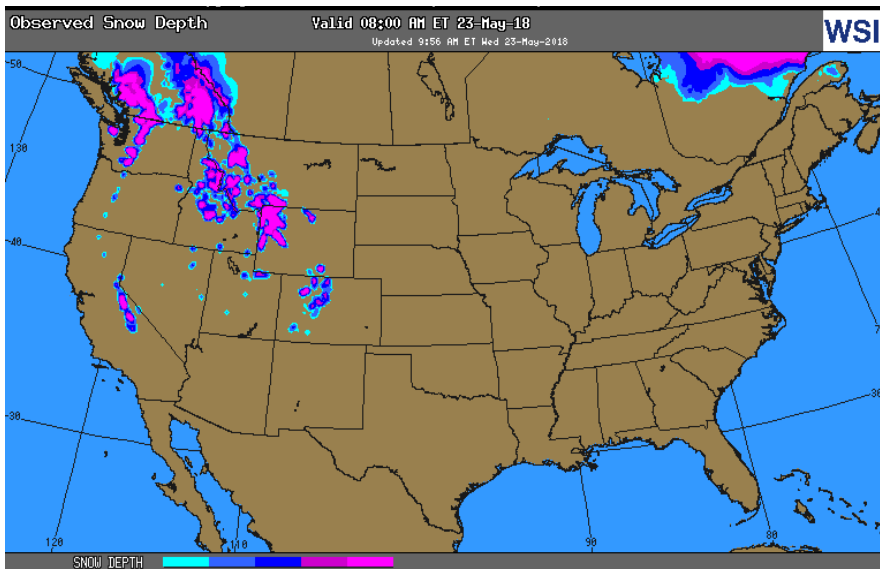 Observed Snow Depth
Valid 08:00 AM ET 23-May-18
Updated 9:56 AM ET Wed 23-May-2018
WSI
50
130
40
30
120
110
90
80
SNOW DEPTH